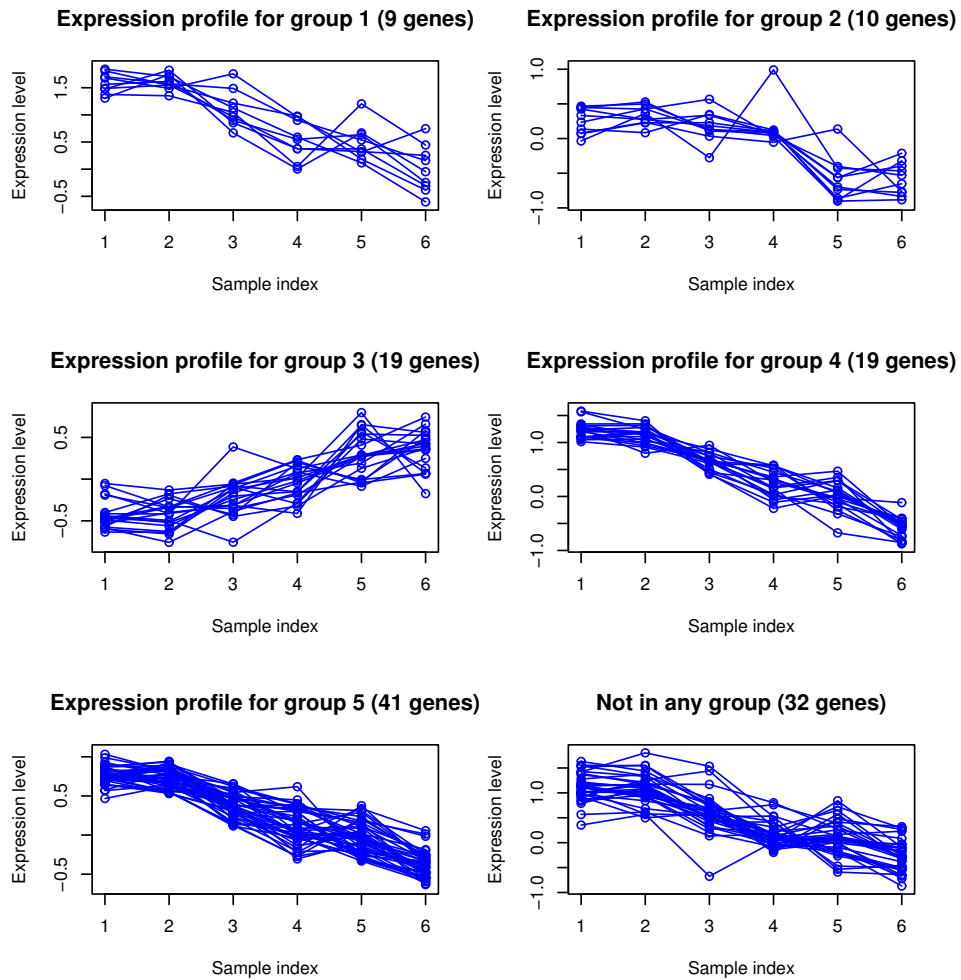 Expression profile for group 1 (9 genes)
Expression level
1.5
0.5
−0.5
1 2 3 4 5 6
Sample index
Expression profile for group 2 (10 genes)
Expression level
1.0
0.0
−1.0
1 2 3 4 5 6
Sample index
Expression profile for group 3 (19 genes)
Expression level
0.5
−0.5
1 2 3 4 5 6
Sample index
Expression profile for group 4 (19 genes)
Expression level
1.0
0.0
−1.0
1 2 3 4 5 6
Sample index
Expression profile for group 5 (41 genes)
Expression level
0.5
−0.5
1 2 3 4 5 6
Sample index
Not in any group (32 genes)
Expression level
1.0
0.0
−1.0
1 2 3 4 5 6
Sample index